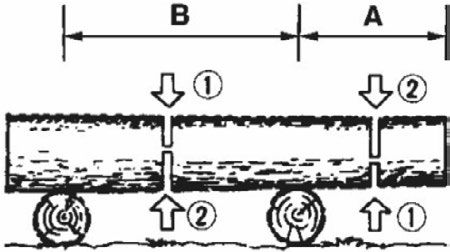 B A
① ②
② ①